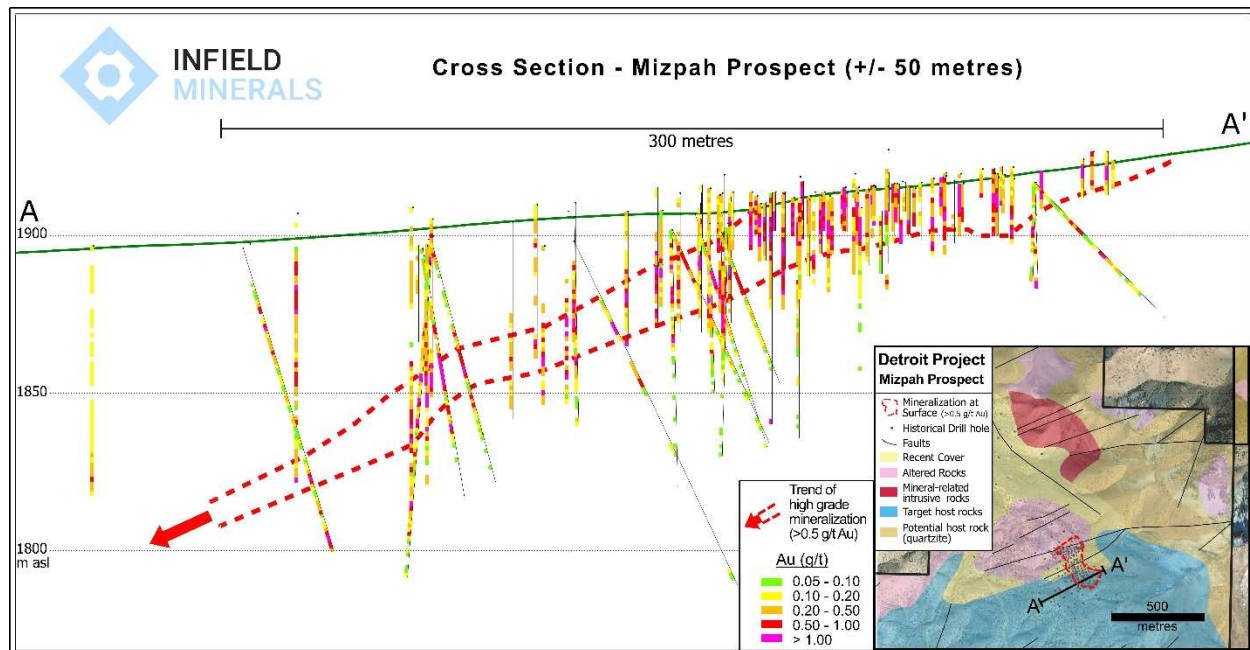 INFIELD
MINERALS
Cross Section - Mizpah Prospect (+/- 50 metres)
300 metres
A'
A
1900
1850
1800
m asl
Trend of
high grade
mineralization
(>0.5 g/t Au)
Au (g/t)
0.05 - 0.10
0.10 - 0.20
0.20 - 0.50
0.50 - 1.00
> 1.00
Detroit Project
Mizpah Prospect
Mineralization at
Surface (>0.5 g/t Au)
Historical Drill hole
Faults
Recent Cover
Altered Rocks
Mineral-related
intrusive rocks
Target host rocks
Potential host rock
(quartzite)
A'
A
500
metres